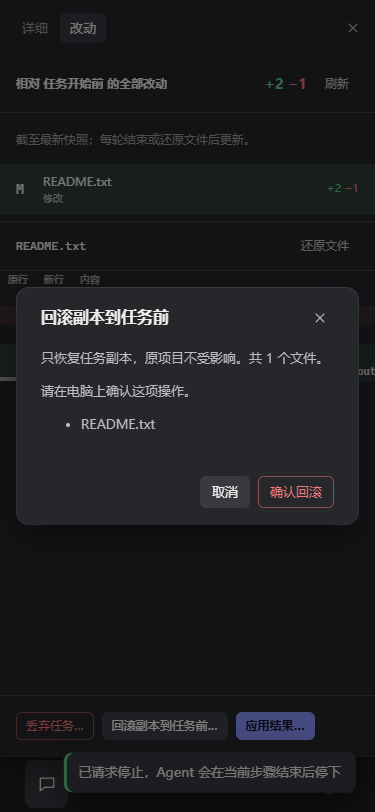 详细 改动
相对 任务开始前 的全部改动 +2 −1 刷新
截至最新快照；每轮结束或还原文件后更新。
M README.txt +2 −1
修改
README.txt 还原文件
原行 新行 内容
回滚副本到任务前
只恢复任务副本，原项目不受影响。共 1 个文件。
请在电脑上确认这项操作。
• README.txt
取消 确认回滚
丢弃任务... 回滚副本到任务前... 应用结果...
已请求停止，Agent 会在当前步骤结束后停下